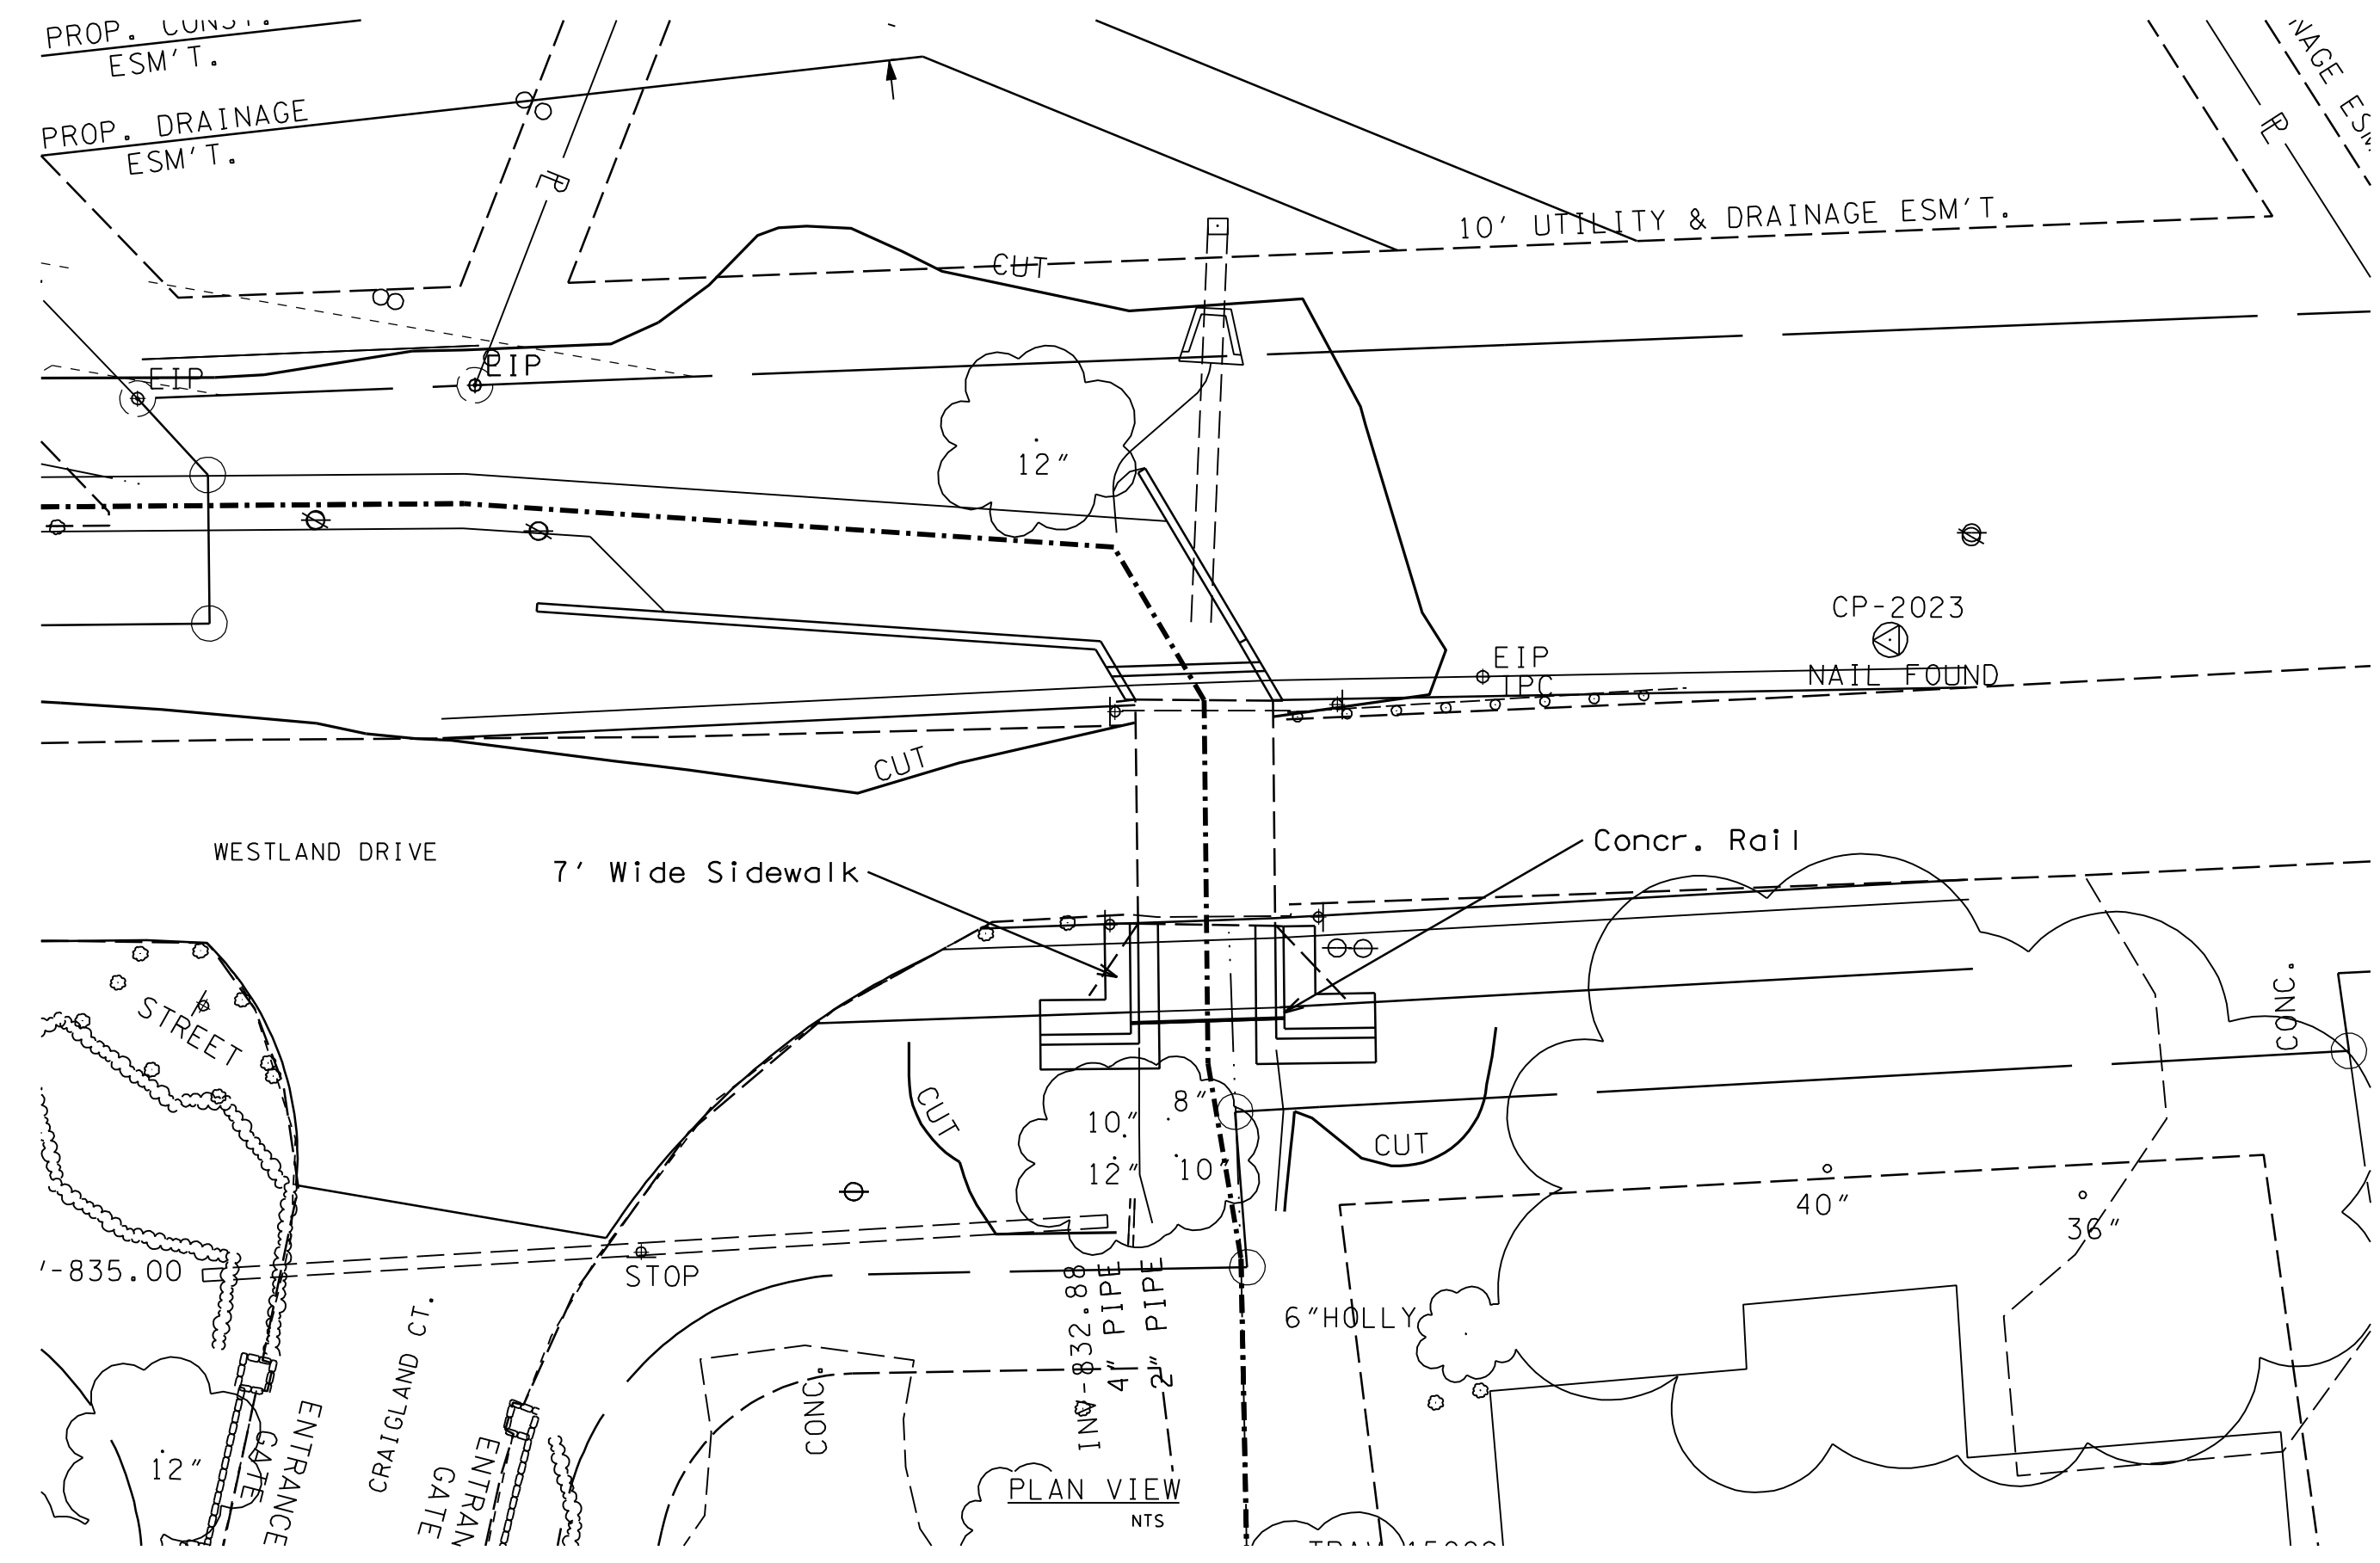 PROP. CONST.
ESM'T.
PROP. DRAINAGE
ESM'T.
10' UTILITY & DRAINAGE ESM'T.
CUT
EIP
EIP
12"
CP-2023
EIP
IPC
NAIL FOUND
CUT
WESTLAND DRIVE
7' Wide Sidewalk
Concr. Rail
STREET
CONC.
CUT
10"
8"
12"
10"
CUT
40"
36"
-835.00
STOP
INV-832.88
4" PIPE
2" PIPE
6"HOLLY
CRAIGLAND CT.
CONC.
ENTRANCE
GATE
ENTRAN
GATE
12"
PLAN VIEW
NTS